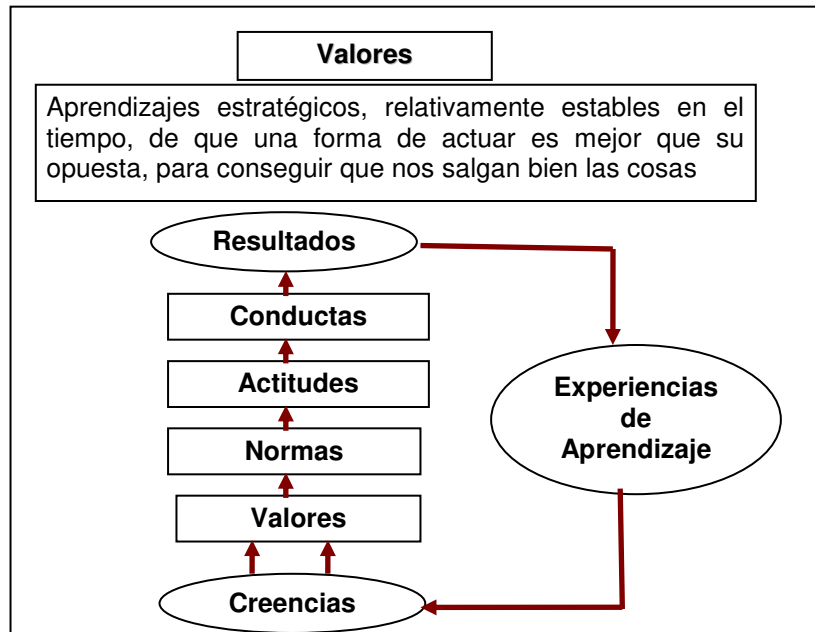 Valores
Aprendizajes estratégicos, relativamente estables en el
tiempo, de que una forma de actuar es mejor que su
opuesta, para conseguir que nos salgan bien las cosas
Resultados
Conductas
Actitudes
Normas
Valores
Creencias
Experiencias
de
Aprendizaje